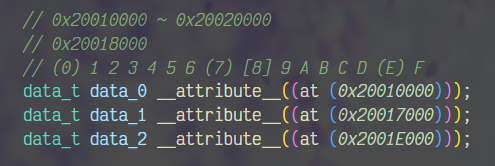 // 0x20010000 ~ 0x20020000
// 0x20018000
// (0) 1 2 3 4 5 6 (7) [8] 9 A B C D (E) F
data_t data_0 __attribute__((at (0x20010000)));
data_t data_1 __attribute__((at (0x20017000)));
data_t data_2 __attribute__((at (0x2001E000)));